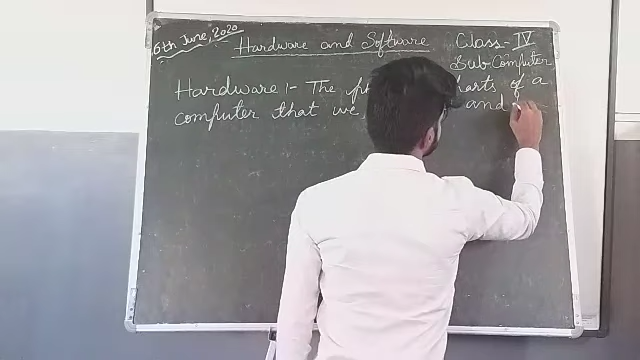 6th June, 2020
Hardware and Software
Class- IV
Sub-Computer
Hardware :- The parts of a
computer that we and